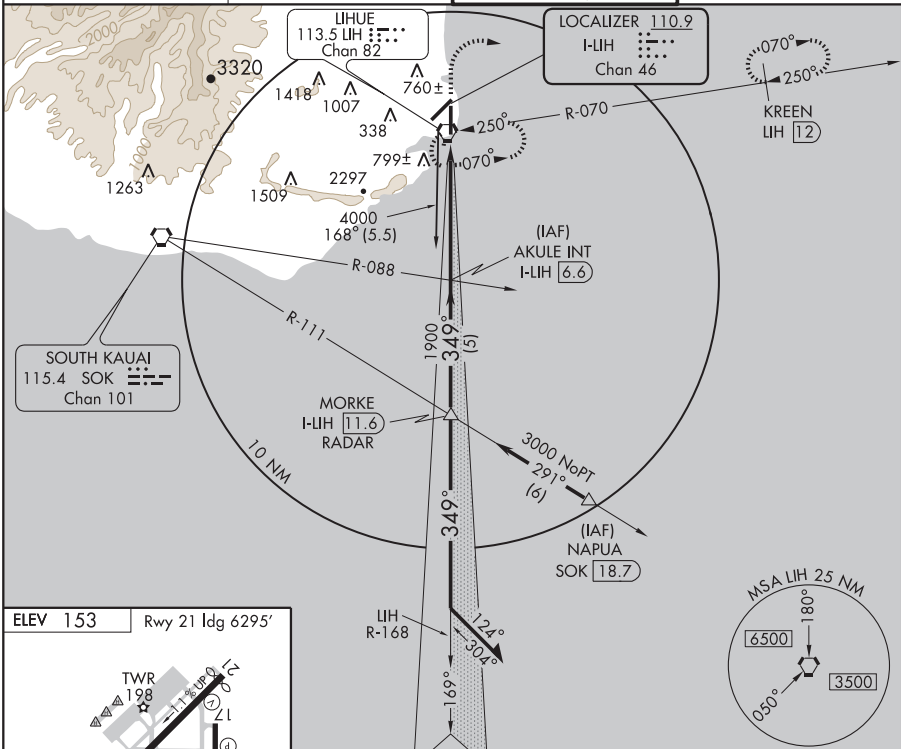 LIHUE
113.5 LIH
Chan 82
LOCALIZER 110.9
I-LIH
Chan 46
070°
250°
KREEN
LIH 12
R-070
250°
070°
3320
1418
1007
760±
338
799±
1263
1509
2297
4000
168° (5.5)
(IAF)
AKULE INT
I-LIH 6.6
R-088
R-111
SOUTH KAUAI
115.4 SOK
Chan 101
1900
349°
(5)
MORKE
I-LIH 11.6
RADAR
10 NM
3000 NoPT
291°
(6)
(IAF)
NAPUA
SOK 18.7
349°
LIH
R-168
124°
304°
169°
MSA LIH 25 NM
180°
6500
3500
050°
ELEV 153
Rwy 21 ldg 6295'
TWR
198
1.1% UP
21
17
V
P
A
A
A